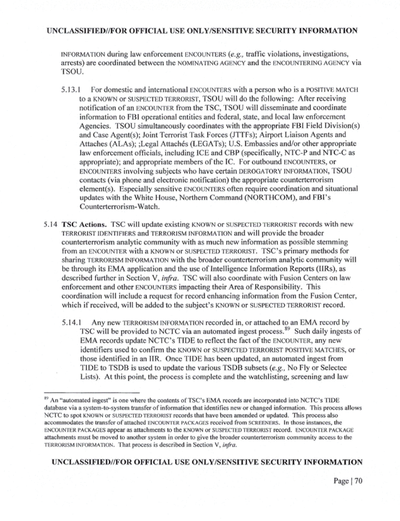 UNCLASSIFIED//FOR OFFICIAL USE ONLY/SENSITIVE SECURITY INFORMATION
INFORMATION during law enforcement ENCOUNTERS (e.g., traffic violations, investigations,
arrests) are coordinated between the NOMINATING AGENCY and the ENCOUNTERING AGENCY via
TSOU.
5.13.1 For domestic and international ENCOUNTERS with a person who is a POSITIVE MATCH
to a KNOWN or SUSPECTED TERRORIST, TSOU will do the following: After receiving
notification of an ENCOUNTER from the TSC, TSOU will disseminate and coordinate
information to FBI operational entities and federal, state, and local law enforcement
Agencies. TSOU simultaneously coordinates with the appropriate FBI Field Division(s)
and Case Agent(s); Joint Terrorist Task Forces (JTTFs); Airport Liaison Agents and
Attaches (ALAs); ;Legal Attachés (LEGATs); U.S. Embassies and/or other appropriate
law enforcement officials, including ICE and CBP (specifically, NTC-P and NTC-C as
appropriate); and appropriate members of the IC. For outbound ENCOUNTERS, or
ENCOUNTERS involving subjects who have certain DEROGATORY INFORMATION, TSOU
contacts (via phone and electronic notification) the appropriate counterterrorism
element(s). Especially sensitive ENCOUNTERS often require coordination and situational
updates with the White House, Northern Command (NORTHCOM), and FBI's
Counterterrorism-Watch.
5.14 TSC Actions. TSC will update existing KNOWN or SUSPECTED TERRORIST records with new
TERRORIST IDENTIFIERS and TERRORISM INFORMATION and will provide the broader
counterterrorism analytic community with as much new information as possible stemming
from an ENCOUNTER with a KNOWN or SUSPECTED TERRORIST. TSC's primary methods for
sharing TERRORISM INFORMATION with the broader counterterrorism analytic community will
be through its EMA application and the use of Intelligence Information Reports (IIRs), as
described further in Section V, infra. TSC will also coordinate with Fusion Centers on
law enforcement and other ENCOUNTERS impacting their Area of Responsibility. This
coordination will include a request for record enhancing information from the Fusion Center,
which if received, will be added to the subject's KNOWN or SUSPECTED TERRORIST record.
5.14.1 Any new TERRORISM INFORMATION recorded in, or attached to an EMA record by
TSC will be provided to NCTC via an automated ingest process.89 Such daily ingests of
EMA records update NCTC's TIDE to reflect the fact of the ENCOUNTER, any new
identifiers used to confirm the KNOWN or SUSPECTED TERRORIST POSITIVE MATCHES, or
those identified in an IIR. Once TIDE has been updated, an automated ingest from
TIDE to TSDB is used to update the various TSDB subsets (e.g., No Fly or Selectee
Lists). At this point, the process is complete and the watchlisting, screening and law
89 An "automated ingest" is one where the contents of TSC's EMA records are incorporated into NCTC's TIDE
database via a system-to-system transfer of information that identifies new or changed information. This process allows
NCTC to spot KNOWN or SUSPECTED TERRORIST records that have been amended or updated. This process also
accommodates the transfer of attached ENCOUNTER PACKAGES received from SCREENERS. In those instances, the
ENCOUNTER PACKAGES appear as attachments to the KNOWN or SUSPECTED TERRORIST record. ENCOUNTER PACKAGE
attachments must be moved to another system in order to give the broader counterterrorism community access to the
TERRORISM INFORMATION. That process is described in Section V, infra.
UNCLASSIFIED//FOR OFFICIAL USE ONLY/SENSITIVE SECURITY INFORMATION
Page | 70